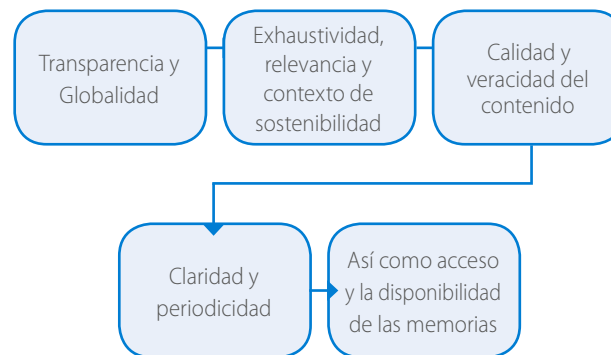 Transparencia y
Globalidad
Exhaustividad,
relevancia y
contexto de
sostenibilidad
Calidad y
veracidad del
contenido
Claridad y
periodicidad
Así como acceso
y la disponibilidad
de las memorias